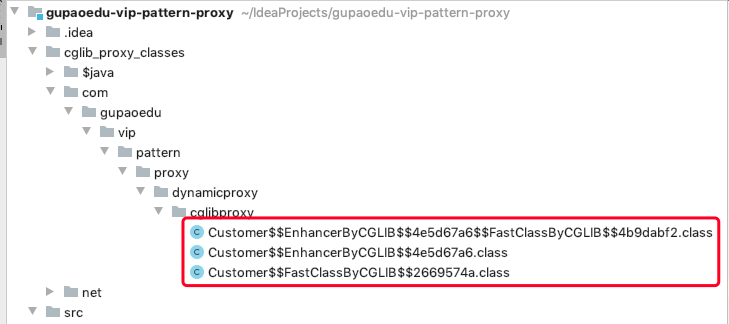 gupaoedu-vip-pattern-proxy ~/IdeaProjects/gupaoedu-vip-pattern-proxy
.idea
cglib_proxy_classes
$java
com
gupaoedu
vip
pattern
proxy
dynamicproxy
cglibproxy
Customer$$EnhancerByCGLIB$$4e5d67a6$$FastClassByCGLIB$$4b9dabf2.class
Customer$$EnhancerByCGLIB$$4e5d67a6.class
Customer$$FastClassByCGLIB$$2669574a.class
net
src